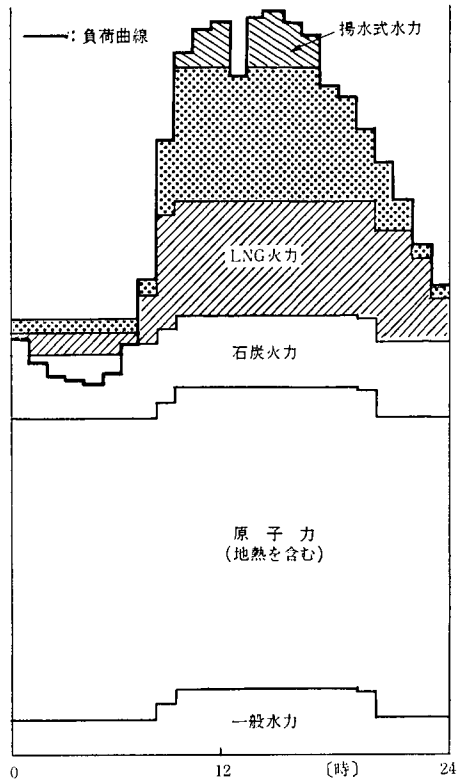 ━: 負荷曲線
揚水式水力
LNG火力
石炭火力
原子力
(地熱を含む)
一般水力
0
12
〔時〕
24